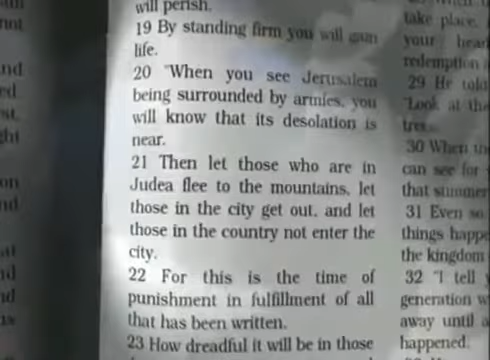 will perish.
19 By standing firm you will gain
life.
20 "When you see Jerusalem
being surrounded by armies, you
will know that its desolation is
near.
21 Then let those who are in
Judea flee to the mountains, let
those in the city get out, and let
those in the country not enter the
city.
22 For this is the time of
punishment in fulfillment of all
that has been written.
23 How dreadful it will be in those
take place,
your
redemption
29 He told
"Look at the
trees
30 When
can see for
that summer
31 Even so
things
the kingdom
32 "I tell
generation
away until
happened.